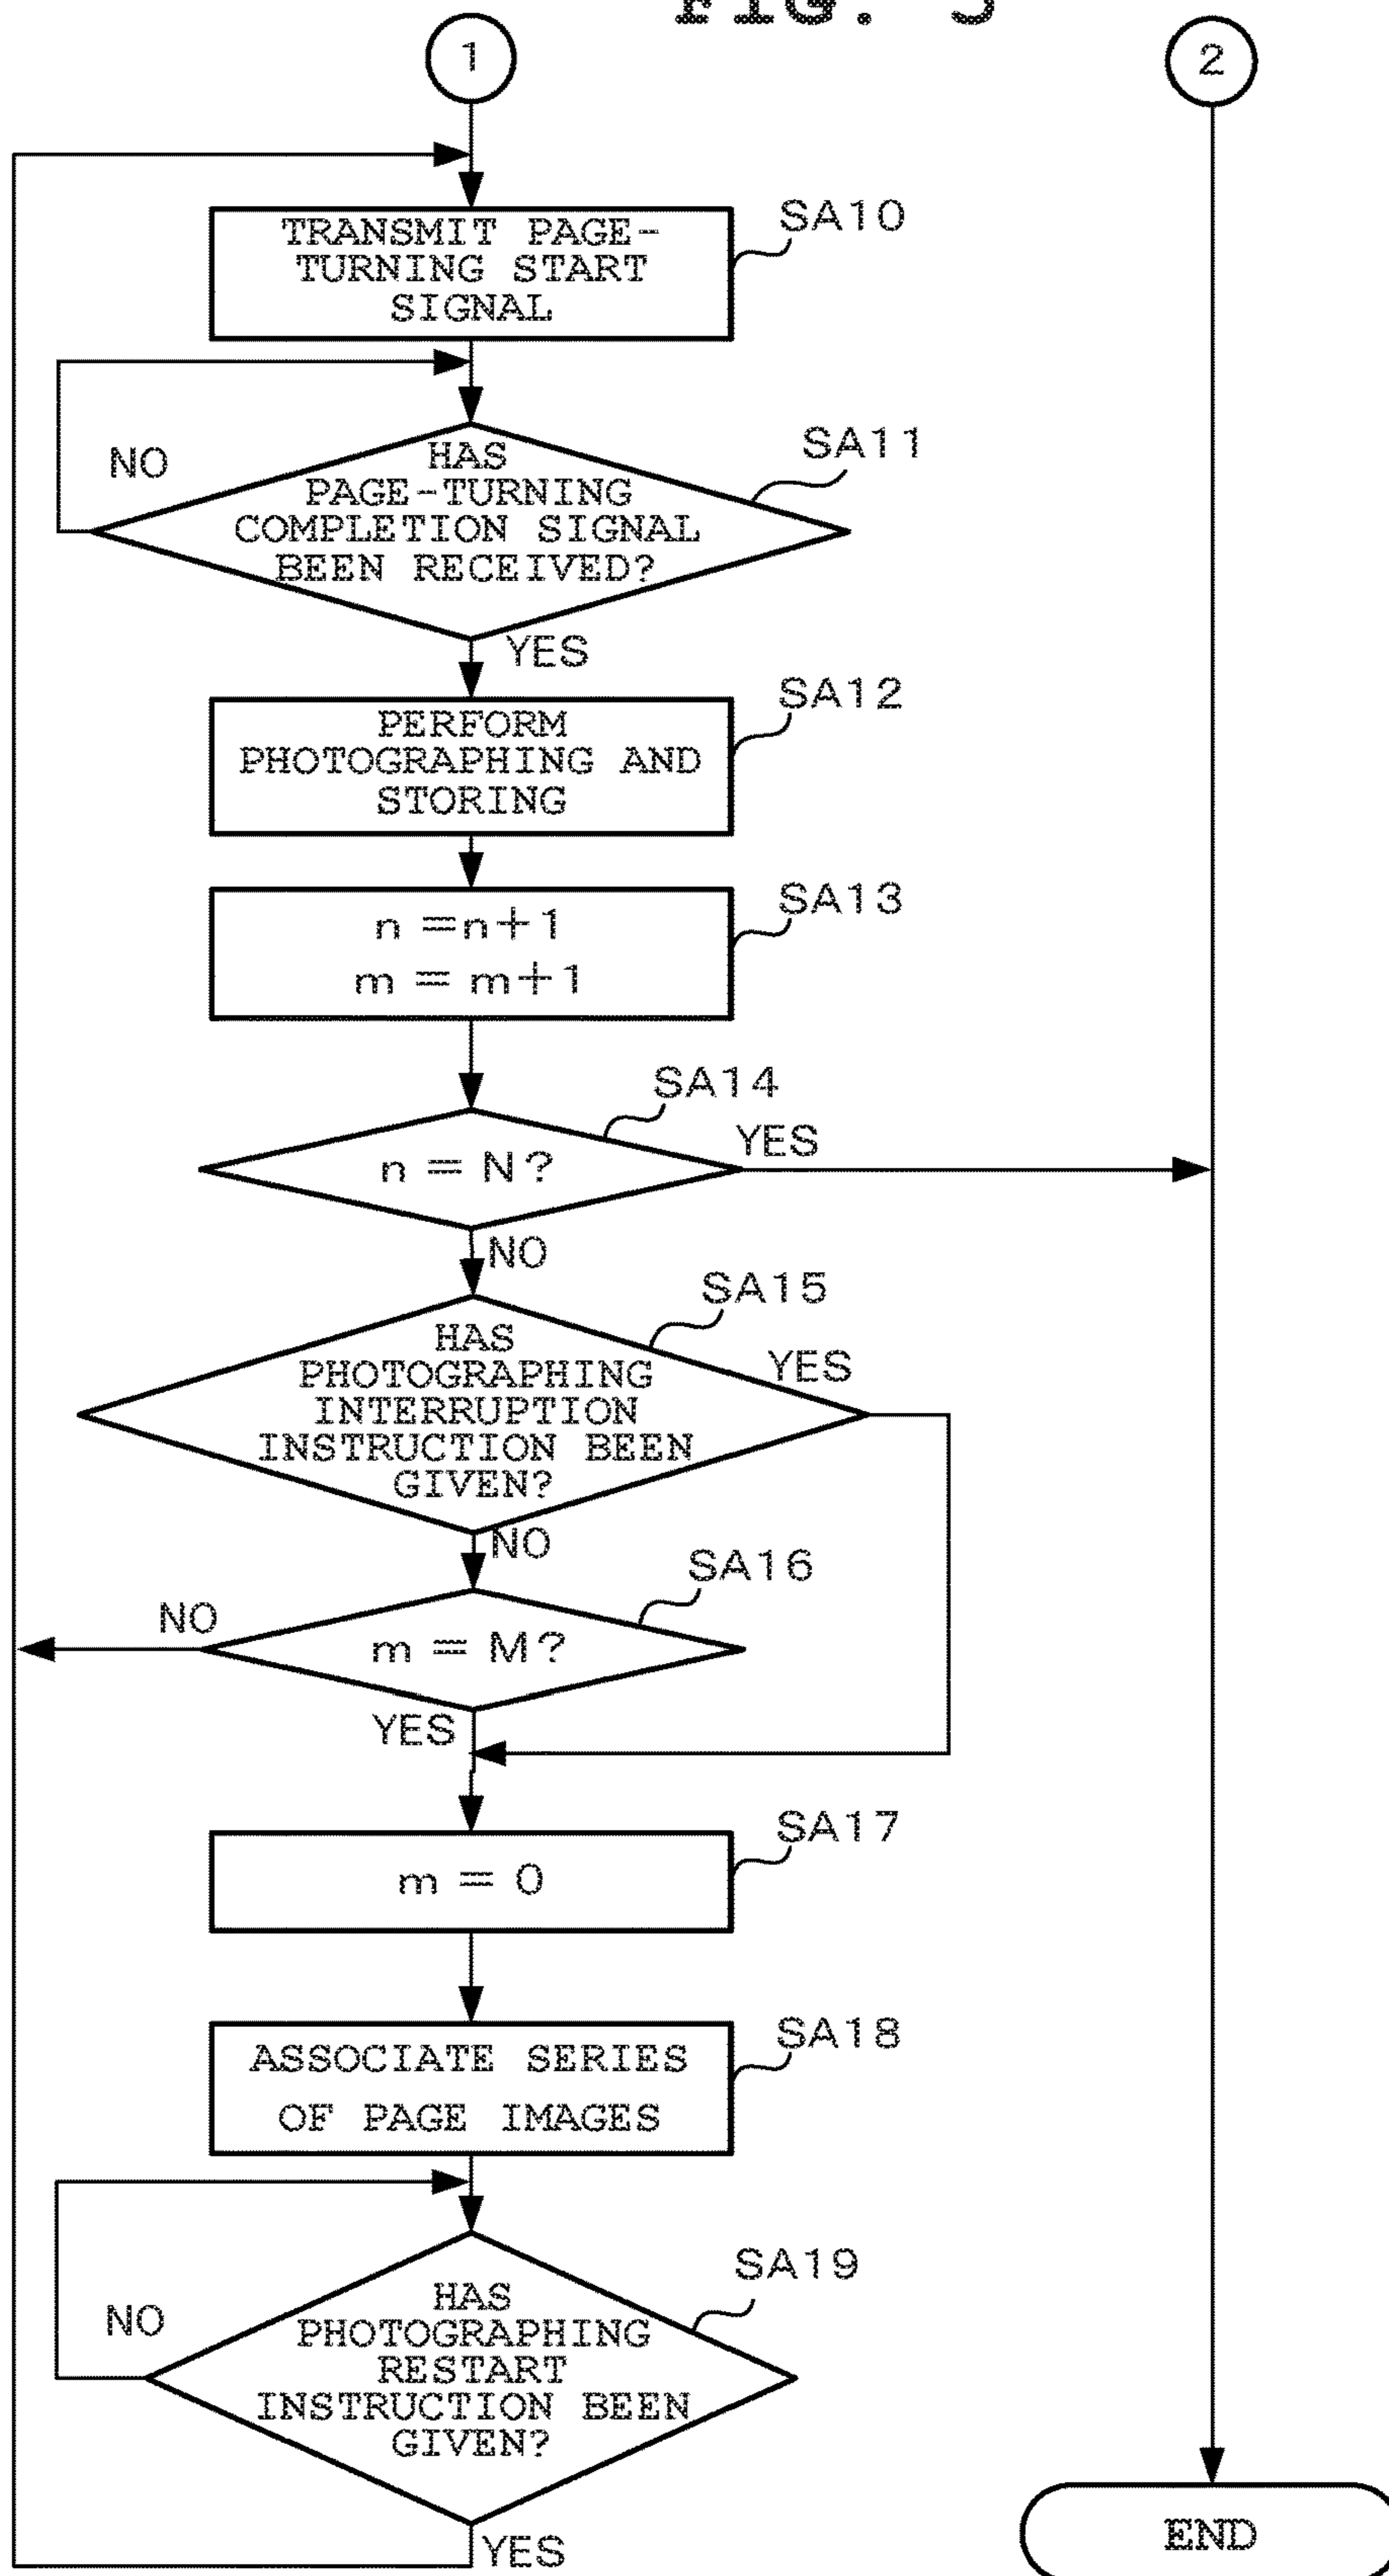 FIG. 5
1
2
SA10
TRANSMIT PAGE-
TURNING START
SIGNAL
SA11
NO
HAS
PAGE-TURNING
COMPLETION SIGNAL
BEEN RECEIVED?
YES
SA12
PERFORM
PHOTOGRAPHING AND
STORING
SA13
n=n+1
m=m+1
SA14
n=N?
YES
NO
SA15
HAS
PHOTOGRAPHING
INTERRUPTION
INSTRUCTION BEEN
GIVEN?
YES
NO
SA16
NO
m=M?
YES
SA17
m=0
SA18
ASSOCIATE SERIES
OF PAGE IMAGES
SA19
NO
HAS
PHOTOGRAPHING
RESTART
INSTRUCTION BEEN
GIVEN?
YES
END